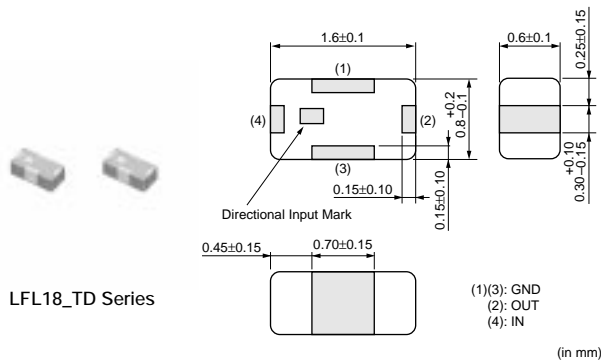 1.6±0.1
0.6±0.1
0.25±0.15
(1)
(4)
(2)
+0.2
0.8–0.1
+0.10
0.30–0.15
(3)
0.15±0.10
0.15±0.10
Directional Input Mark
0.45±0.15
0.70±0.15
LFL18_TD Series
(1)(3): GND
(2): OUT
(4): IN
(in mm)